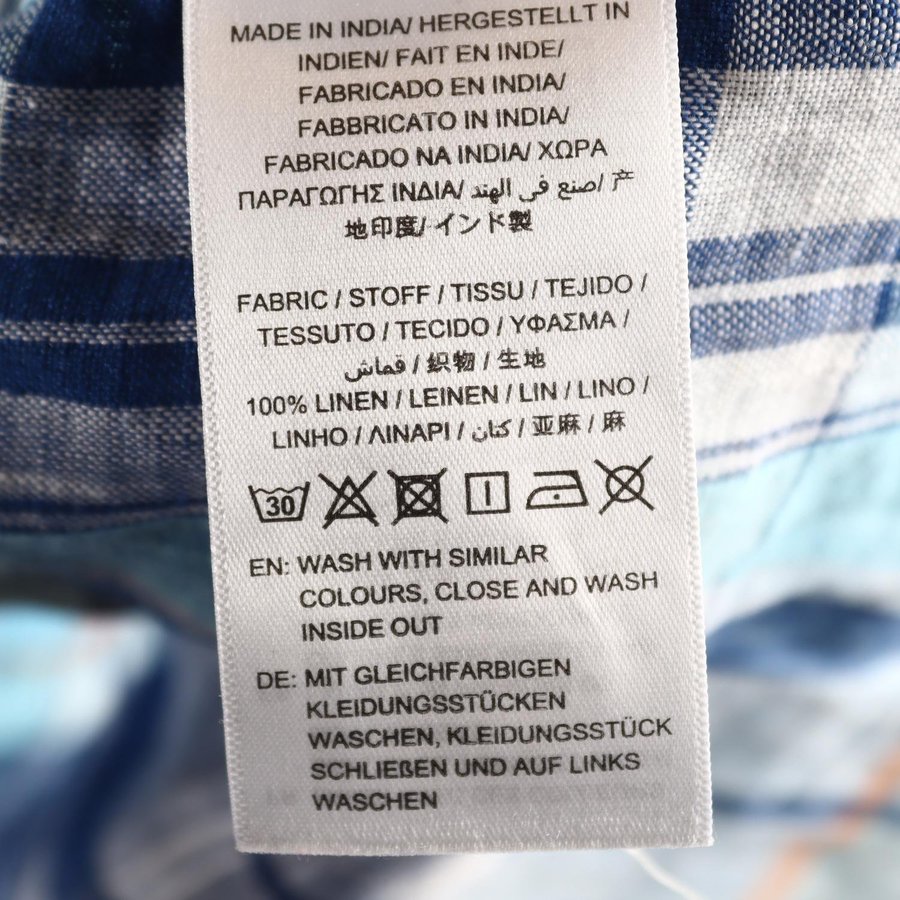 MADE IN INDIA/ HERGESTELLT IN
INDIEN/ FAIT EN INDE/
FABRICADO EN INDIA/
FABBRICATO IN INDIA/
FABRICADO NA INDIA/ ΧΩΡΑ
ΠΑΡΑΓΩΓΗΣ ΙΝΔΙΑ/ صنع في الهند/ 产
地印度/ インド製
FABRIC / STOFF / TISSU / TEJIDO /
TESSUTO / TECIDO / ΥΦΑΣΜΑ /
قماش / 织物 / 生地
100% LINEN / LEINEN / LIN / LINO /
LINHO / ΛΙΝΑΡΙ / كتان / 亚麻 / 麻
30
EN: WASH WITH SIMILAR
COLOURS, CLOSE AND WASH
INSIDE OUT
DE: MIT GLEICHFARBIGEN
KLEIDUNGSSTÜCKEN
WASCHEN, KLEIDUNGSSTÜCK
SCHLIEßEN UND AUF LINKS
WASCHEN